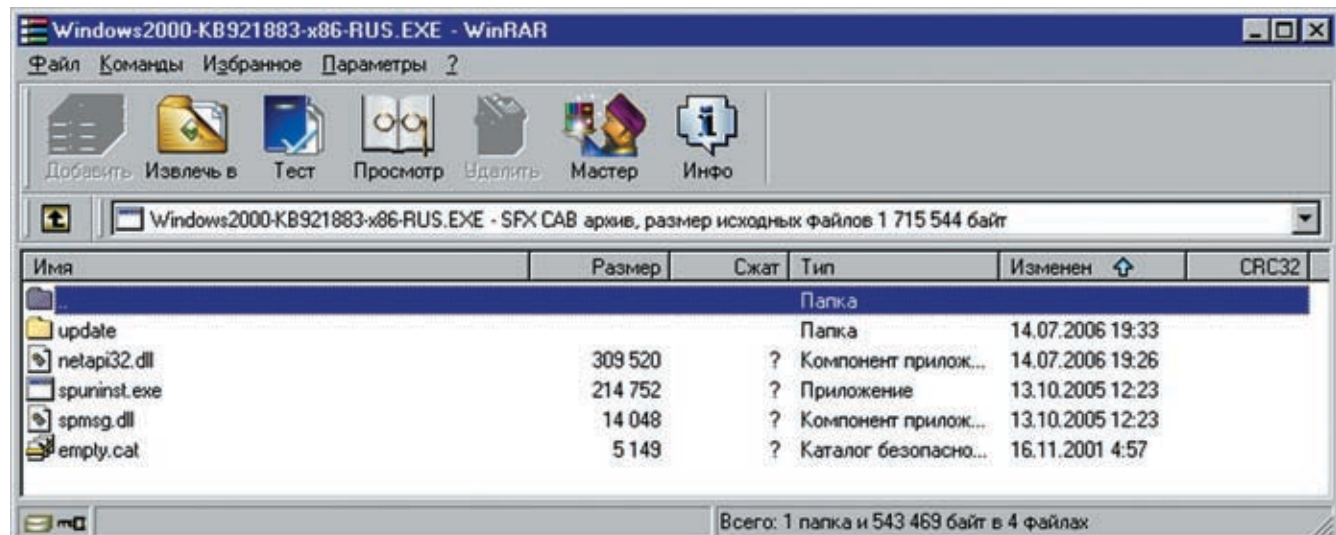 Windows2000-KB921883-x86-RUS.EXE - WinRAR
Файл Команды Избранное Параметры ?
Добавить Извлечь в Тест Просмотр Удалить Мастер Инфо
Windows2000-KB921883-x86-RUS.EXE - SFX CAB архив, размер исходных файлов 1 715 544 байт
Имя Размер Сжат Тип Изменен CRC32
.. Папка
update Папка 14.07.2006 19:33
netapi32.dll 309 520 ? Компонент прилож... 14.07.2006 19:26
spuninst.exe 214 752 ? Приложение 13.10.2005 12:23
spmsg.dll 14 048 ? Компонент прилож... 13.10.2005 12:23
empty.cat 5 149 ? Каталог безопасно... 16.11.2001 4:57
Всего: 1 папка и 543 469 байт в 4 файлах